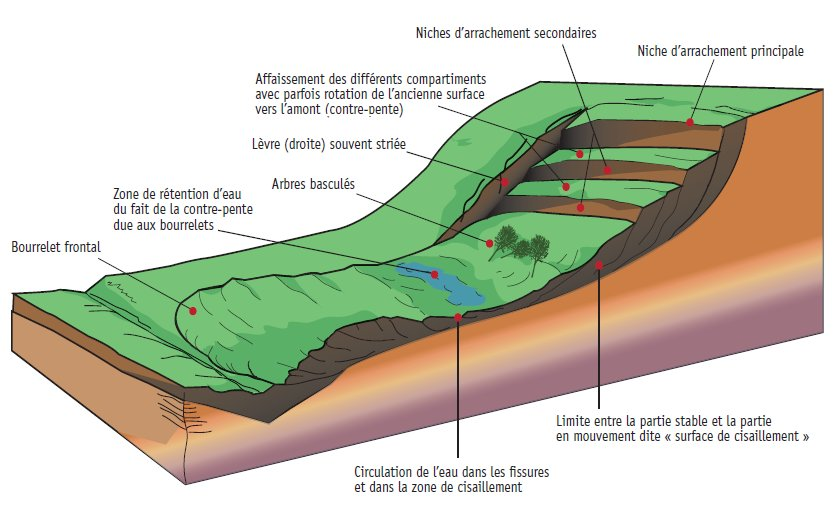 Niches d'arrachement secondaires
Niche d'arrachement principale
Affaissement des différents compartiments
avec parfois rotation de l'ancienne surface
vers l'amont (contre-pente)
Lèvre (droite) souvent striée
Arbres basculés
Zone de rétention d'eau
du fait de la contre-pente
due aux bourrelets
Bourrelet frontal
Limite entre la partie stable et la partie
en mouvement dite « surface de cisaillement »
Circulation de l'eau dans les fissures
et dans la zone de cisaillement